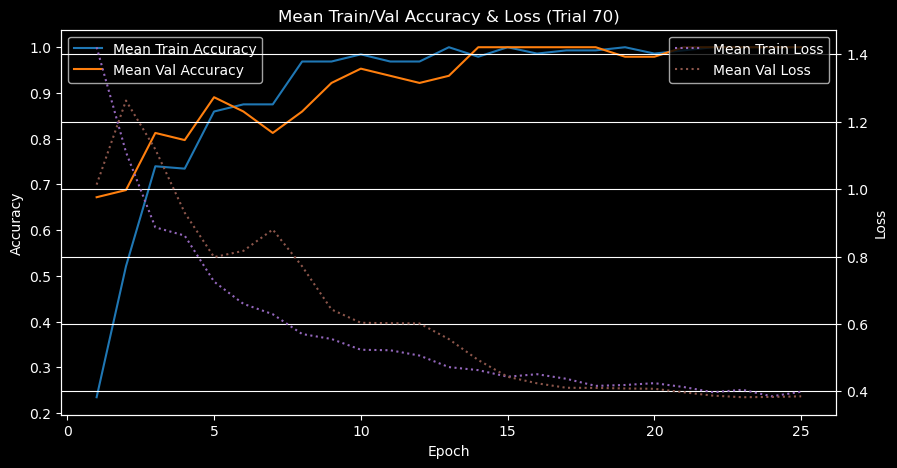 Mean Train/Val Accuracy & Loss (Trial 70)
Mean Train Accuracy
Mean Val Accuracy
Mean Train Loss
Mean Val Loss
1.0
0.9
0.8
0.7
0.6
0.5
0.4
0.3
0.2
Accuracy
1.4
1.2
1.0
0.8
0.6
0.4
Loss
0
5
10
15
20
25
Epoch